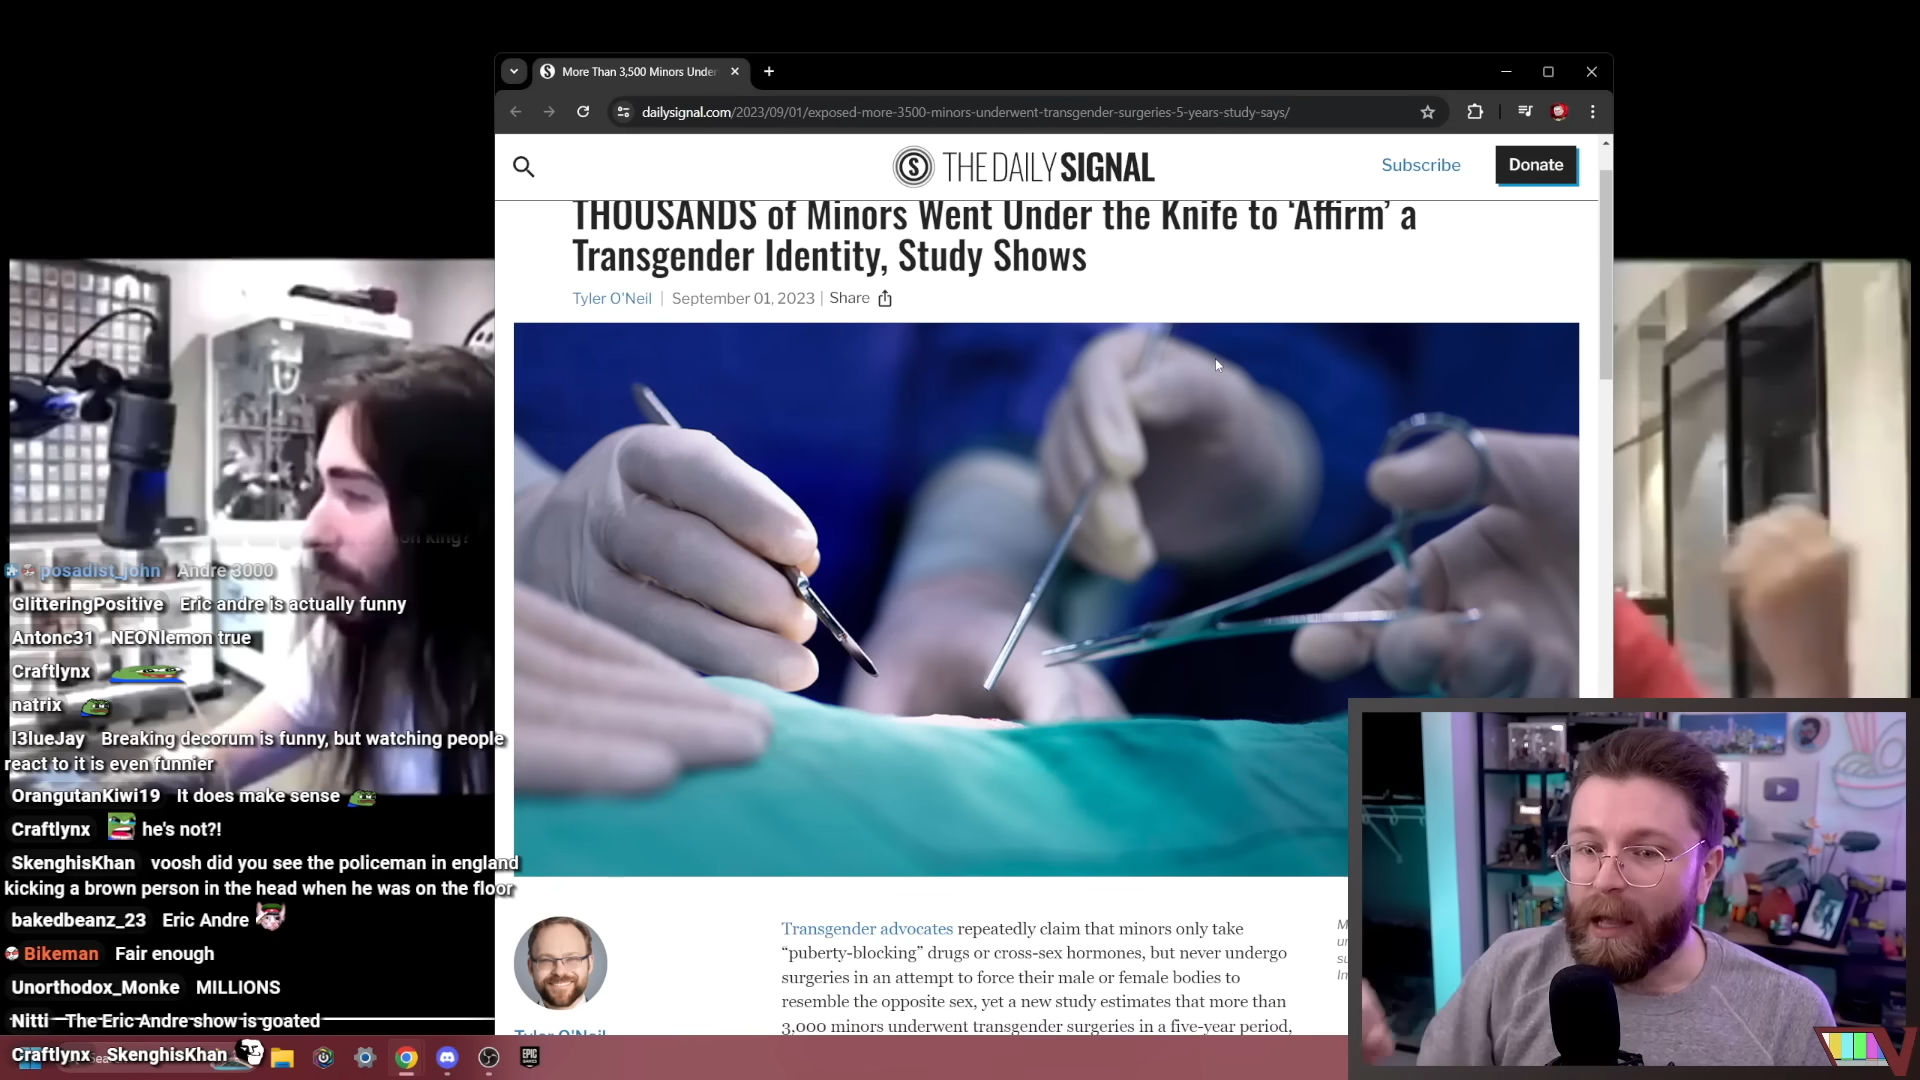 More Than 3,500 Minors Under
dailysignal.com/2023/09/01/exposed-more-3500-minors-underwent-transgender-surgeries-5-years-study-says/
THE DAILY SIGNAL
Subscribe
Donate
THOUSANDS of Minors Went Under the Knife to ‘Affirm’ a
Transgender Identity, Study Shows
Tyler O'Neil | September 01, 2023 | Share
Transgender advocates repeatedly claim that minors only take
“puberty-blocking” drugs or cross-sex hormones, but never undergo
surgeries in an attempt to force their male or female bodies to
resemble the opposite sex, yet a new study estimates that more than
3,000 minors underwent transgender surgeries in a five-year period,
Tyler O'Neil
king?
posadist_john Andre 3000
GlitteringPositive Eric andre is actually funny
Antonc31 NEONlemon true
Craftlynx
natrix
l3lueJay Breaking decorum is funny, but watching people
react to it is even funnier
OrangutanKiwi19 It does make sense
Craftlynx he's not?!
SkenghisKhan voosh did you see the policeman in england
kicking a brown person in the head when he was on the floor
bakedbeanz_23 Eric Andre
Bikeman Fair enough
Unorthodox_Monke MILLIONS
Nitti The Eric Andre show is goated
Craftlynx SkenghisKhan
EPIC
GAMES